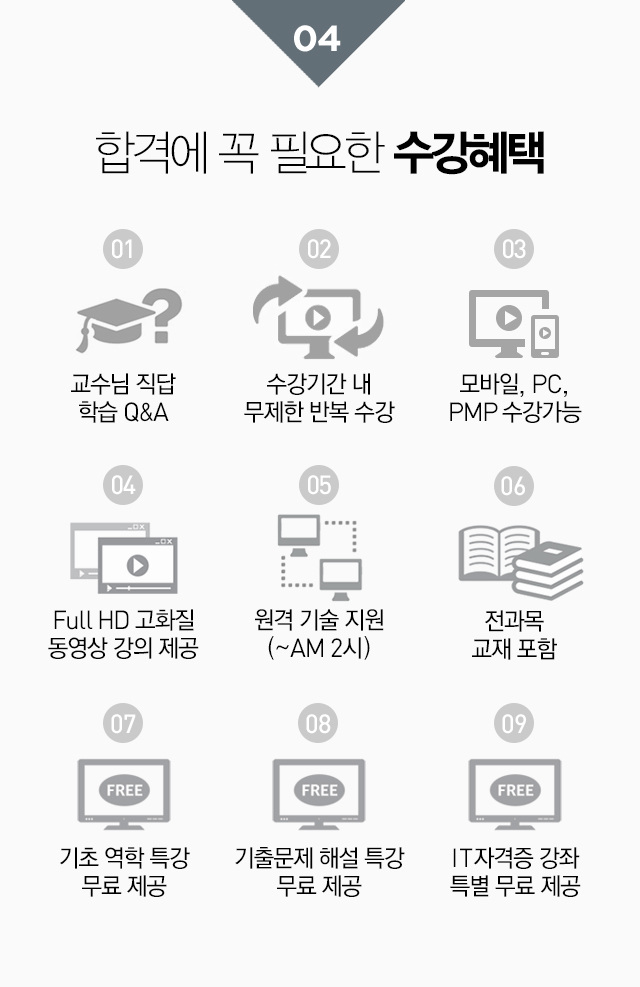 04
합격에 꼭 필요한 수강혜택
01
02
03
교수님 직답
학습 Q&A
수강기간 내
무제한 반복 수강
모바일, PC,
PMP 수강가능
04
05
06
Full HD 고화질
동영상 강의 제공
원격 기술 지원
(~AM 2시)
전과목
교재 포함
07
08
09
FREE
FREE
FREE
기초 역학 특강
무료 제공
기출문제 해설 특강
무료 제공
IT자격증 강좌
특별 무료 제공